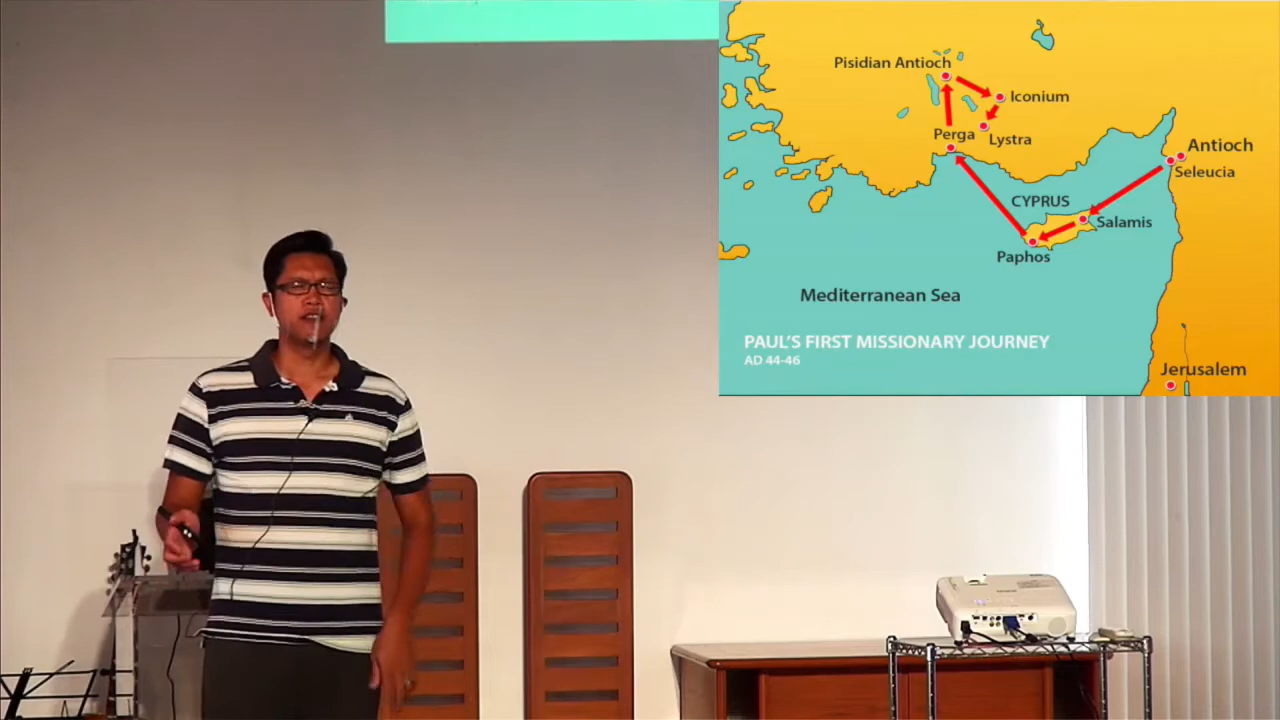 Pisidian Antioch
Iconium
Perga
Lystra
Antioch
Seleucia
CYPRUS
Salamis
Paphos
Mediterranean Sea
PAUL'S FIRST MISSIONARY JOURNEY
AD 44-46
Jerusalem